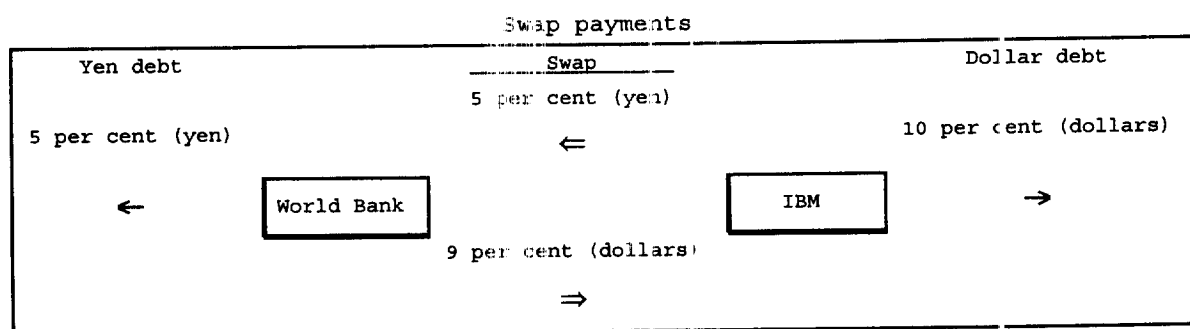 Swap payments
Yen debt Swap Dollar debt
5 per cent (yen)
5 per cent (yen) 10 per cent (dollars)
⇐
← World Bank IBM →
9 per cent (dollars)
⇒